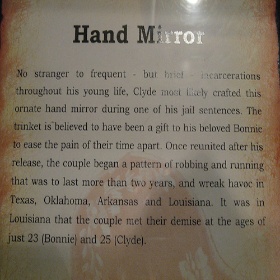 Hand Mirror
No stranger to frequent - but brief - incarcerations
throughout his young life, Clyde most likely crafted this
ornate hand mirror during one of his jail sentences. The
trinket is believed to have been a gift to his beloved Bonnie
to ease the pain of their time apart. Once reunited after his
release, the couple began a pattern of robbing and running
that was to last more than two years, and wreak havoc in
Texas, Oklahoma, Arkansas and Louisiana. It was in
Louisiana that the couple met their demise at the ages of
just 23 (Bonnie) and 25 (Clyde).